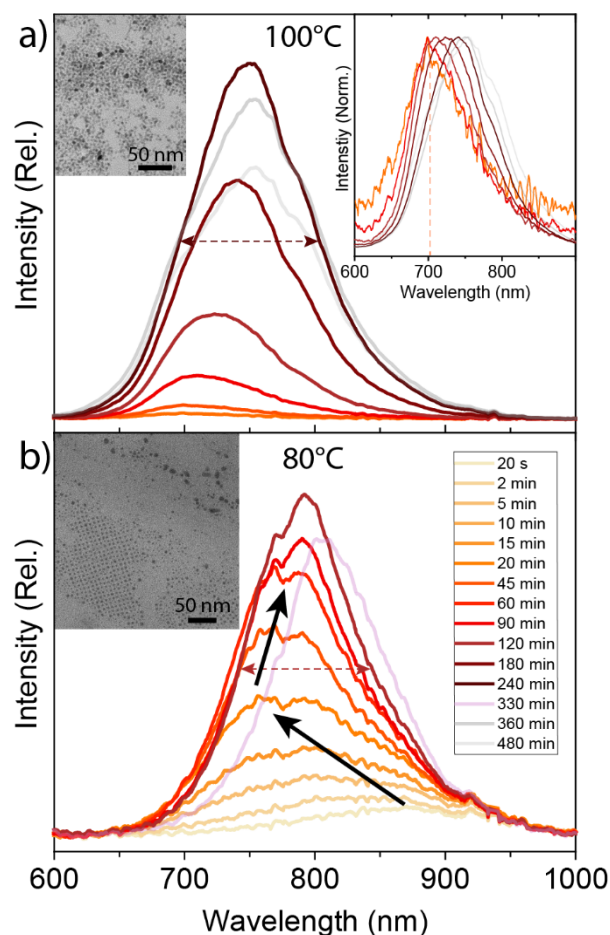 a)
100°C
50 nm
Intenstiy (Norm.)
600 700 800
Wavelength (nm)
Intensity (Rel.)
b)
80°C
50 nm
20 s
2 min
5 min
10 min
15 min
20 min
45 min
60 min
90 min
120 min
180 min
240 min
330 min
360 min
480 min
Intensity (Rel.)
600 700 800 900 1000
Wavelength (nm)